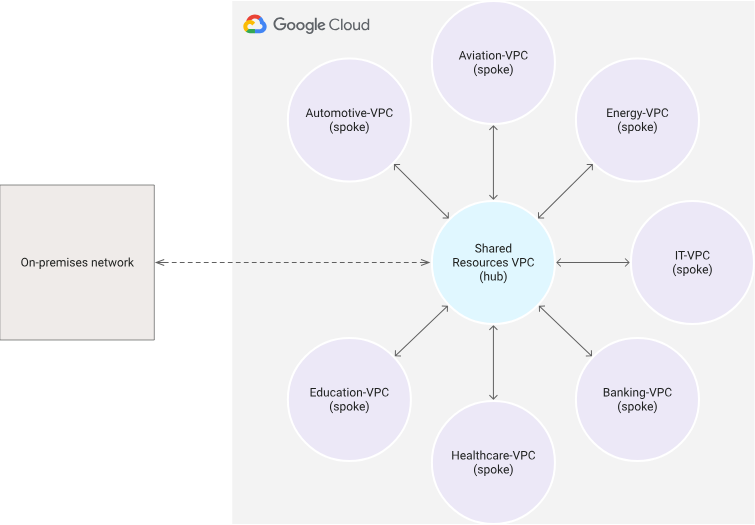 Google Cloud
Aviation-VPC
(spoke)
Automotive-VPC
(spoke)
Energy-VPC
(spoke)
On-premises network
Shared
Resources VPC
(hub)
IT-VPC
(spoke)
Education-VPC
(spoke)
Banking-VPC
(spoke)
Healthcare-VPC
(spoke)